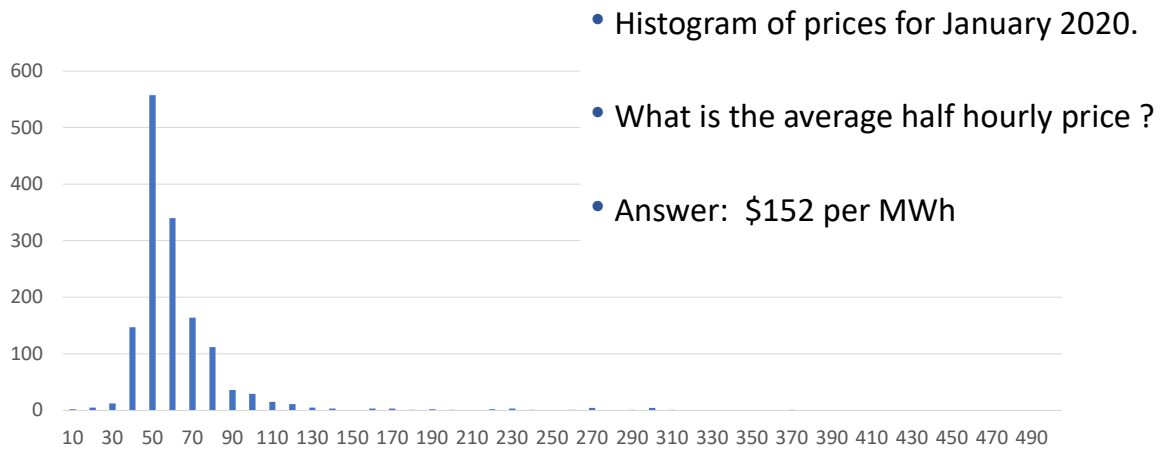 • Histogram of prices for January 2020.
• What is the average half hourly price ?
• Answer: $152 per MWh
600
500
400
300
200
100
0
10 30 50 70 90 110 130 150 170 190 210 230 250 270 290 310 330 350 370 390 410 430 450 470 490